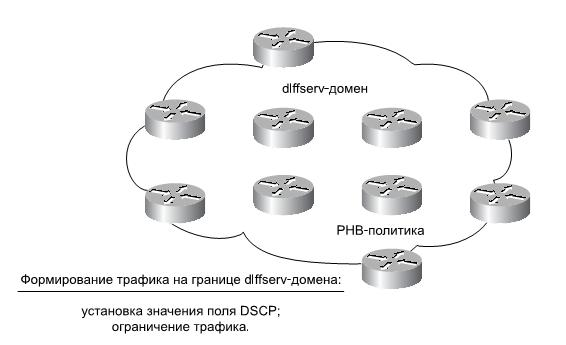 dlffserv-домен
PHB-политика
Формирование трафика на границе dlffserv-домена:
установка значения поля DSCP;
ограничение трафика.